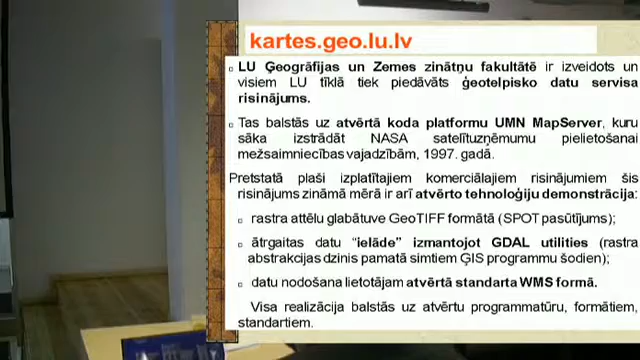 kartes.geo.lu.lv
LU Ģeogrāfijas un Zemes zinātņu fakultātē ir izveidots un
visiem LU tīklā tiek piedāvāts ģeotelpisko datu servisa
risinājums.
Tas balstās uz atvērtā koda platformu UMN MapServer, kuru
sāka izstrādāt NASA satelītuzņēmumu pielietošanai
mežsaimniecības vajadzībām, 1997. gadā.
Pretstatā plaši izplatītajiem komerciālajiem risinājumiem šis
risinājums zināmā mērā ir arī atvērto tehnoloģiju demonstrācija:
rastra attēlu glabātuve GeoTIFF formātā (SPOT pasūtījums);
ātrgaitas datu “ielāde” izmantojot GDAL utilities (rastra
abstrakcijas dzinis pamatā simtiem ĢIS programmu šodien);
datu nodošana lietotājam atvērtā standarta WMS formā.
Visa realizācija balstās uz atvērtu programmatūru, formātiem,
standartiem.